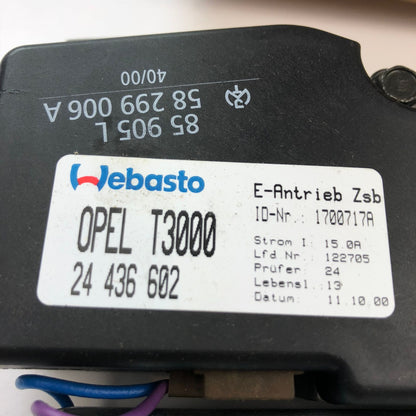 85 905 L
58 299 006 A
40/00
Webasto
OPEL T3000
24 436 602
E-Antrieb Zsb
ID-Nr.: 1700717A
Strom I: 15.0A
Lfd.Nr.: 122705
Prüfer: 24
Lebensl.: 13
Datum: 11.10.00